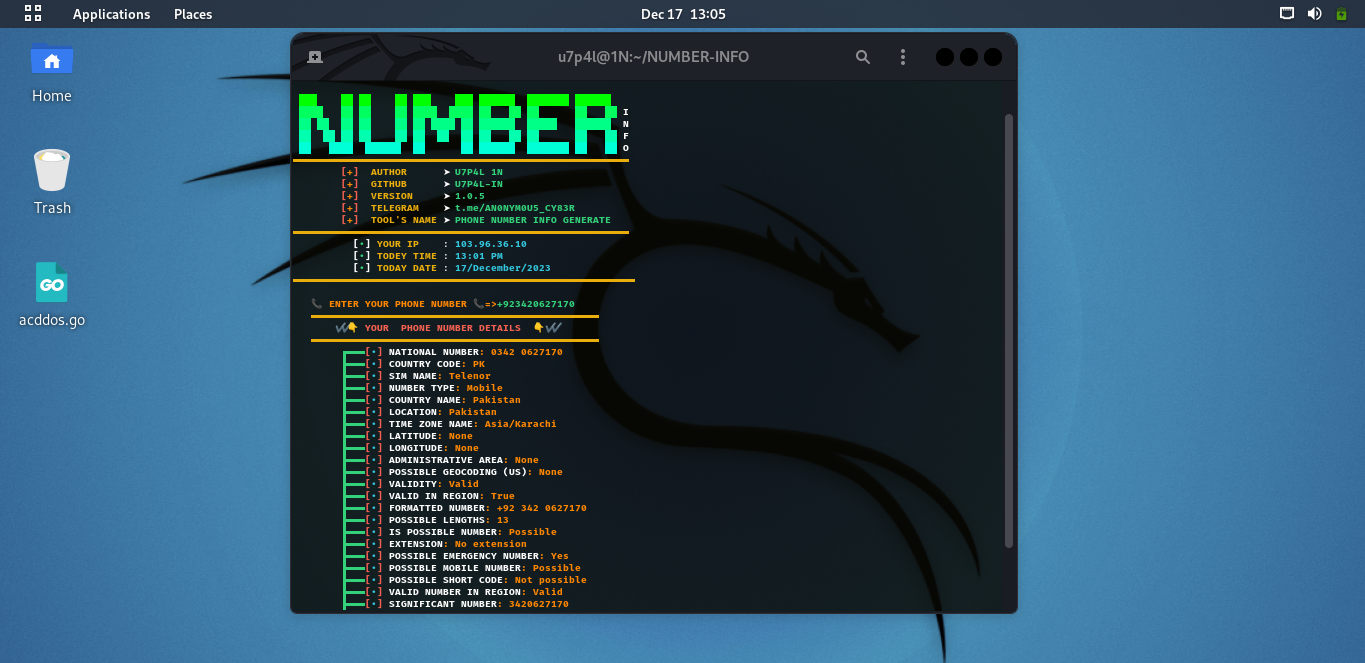 Applications Places Dec 17 13:05
u7p4l@1N:~/NUMBER-INFO
Home
Trash
GO
acddos.go
NUMBER INFO
[+] AUTHOR ➤ U7P4L 1N
[+] GITHUB ➤ U7P4L-IN
[+] VERSION ➤ 1.0.5
[+] TELEGRAM ➤ t.me/AN0NYM0U5_CY83R
[+] TOOL'S NAME ➤ PHONE NUMBER INFO GENERATE
[·] YOUR IP : 103.96.36.10
[·] TODEY TIME : 13:01 PM
[·] TODAY DATE : 17/December/2023
📞 ENTER YOUR PHONE NUMBER 📞=>+923420627170
✅👇 YOUR PHONE NUMBER DETAILS 👇✅
[·] NATIONAL NUMBER: 0342 0627170
[·] COUNTRY CODE: PK
[·] SIM NAME: Telenor
[·] NUMBER TYPE: Mobile
[·] COUNTRY NAME: Pakistan
[·] LOCATION: Pakistan
[·] TIME ZONE NAME: Asia/Karachi
[·] LATITUDE: None
[·] LONGITUDE: None
[·] ADMINISTRATIVE AREA: None
[·] POSSIBLE GEOCODING (US): None
[·] VALIDITY: Valid
[·] VALID IN REGION: True
[·] FORMATTED NUMBER: +92 342 0627170
[·] POSSIBLE LENGTHS: 13
[·] IS POSSIBLE NUMBER: Possible
[·] EXTENSION: No extension
[·] POSSIBLE EMERGENCY NUMBER: Yes
[·] POSSIBLE MOBILE NUMBER: Possible
[·] POSSIBLE SHORT CODE: Not possible
[·] VALID NUMBER IN REGION: Valid
[·] SIGNIFICANT NUMBER: 3420627170